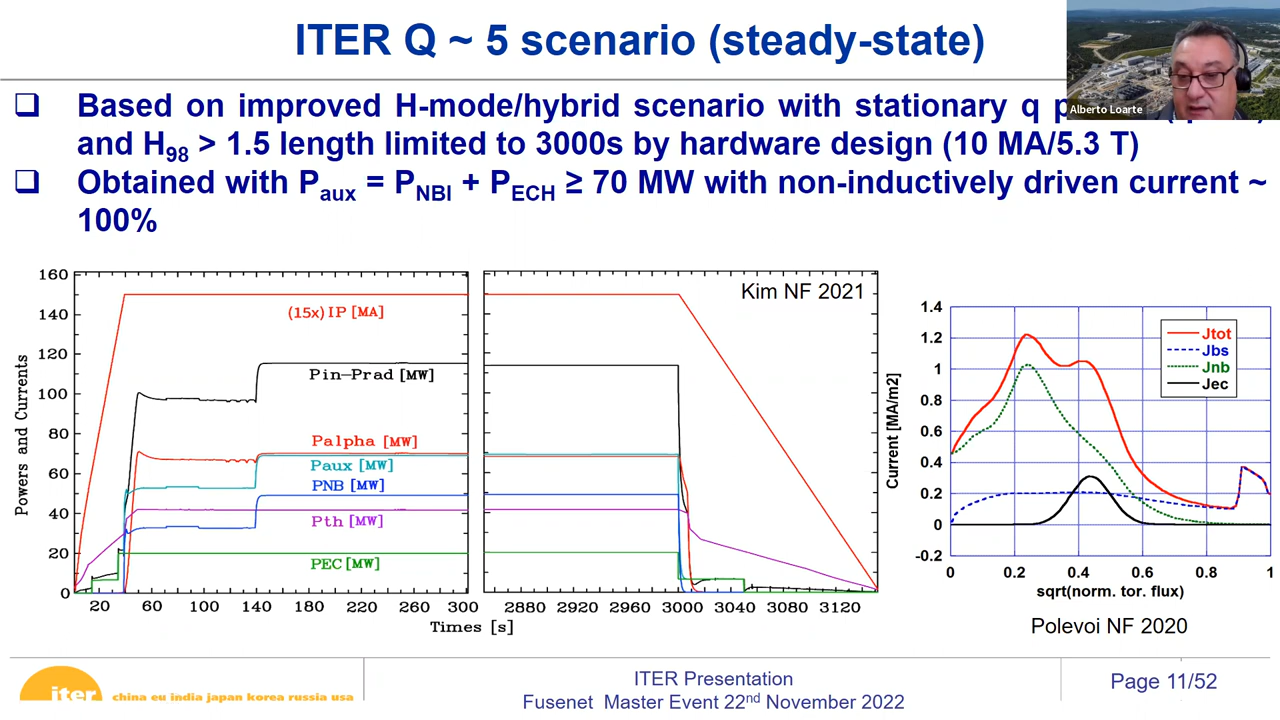 ITER Q ~ 5 scenario (steady-state)
Alberto Loarte
❑ Based on improved H-mode/hybrid scenario with stationary q
and H98 > 1.5 length limited to 3000s by hardware design (10 MA/5.3 T)
❑ Obtained with Paux = PNBI + PECH ≥ 70 MW with non-inductively driven current ~
100%
Powers and Currents
160
140
120
100
80
60
40
20
0
(15x) IP [MA]
Pin–Prad [MW]
Palpha [MW]
Paux [MW]
PNB [MW]
Pth [MW]
PEC [MW]
20 60 100 140 180 220 260 300
Kim NF 2021
2880 2920 2960 3000 3040 3080 3120
Times [s]
Current [MA/m2]
1.4
1.2
1
0.8
0.6
0.4
0.2
0
-0.2
Jtot
Jbs
Jnb
Jec
0 0.2 0.4 0.6 0.8 1
sqrt(norm. tor. flux)
Polevoi NF 2020
iter
china eu india japan korea russia usa
ITER Presentation
Fusenet Master Event 22nd November 2022
Page 11/52